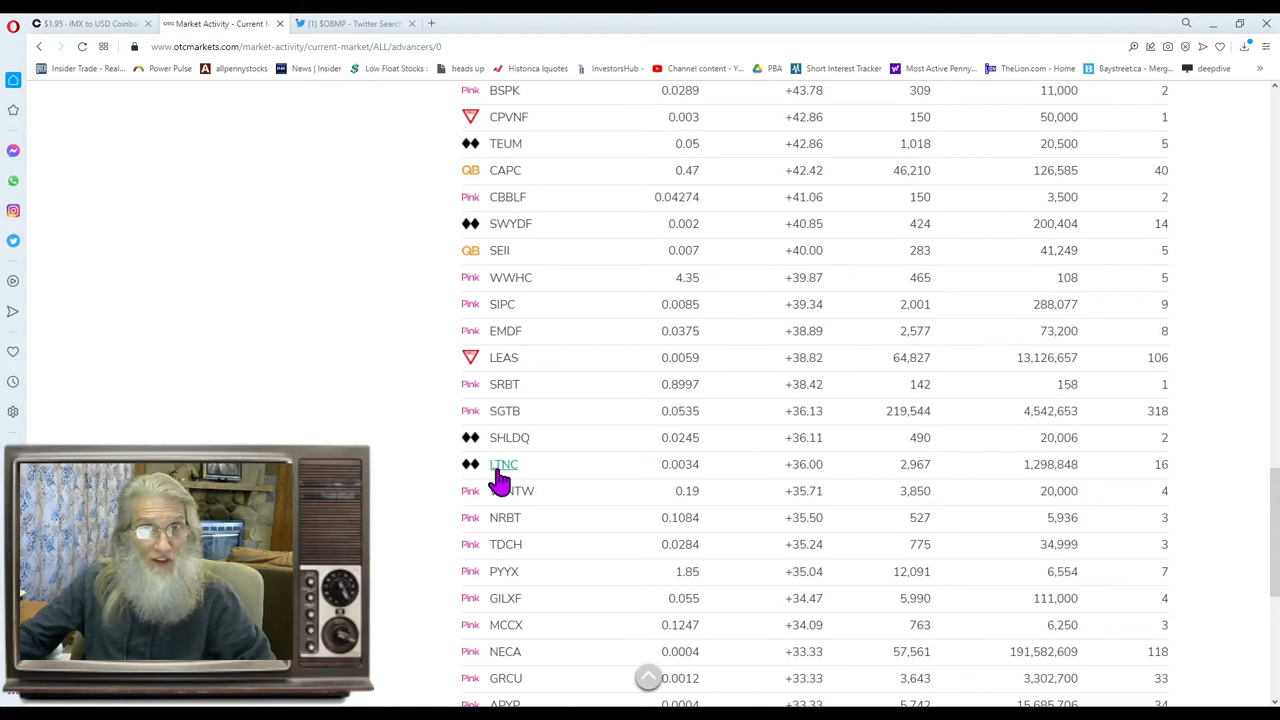 $1.95 - IMX to USD Coinba
OTC Market Activity - Current M
(1) $OBMP - Twitter Search
www.otcmarkets.com/market-activity/current-market/ALL/advancers/0
Insider Trade - Real...
Power Pulse
allpennystocks
News | Insider
Low Float Stocks :
heads up
Historica Iquotes
InvestorsHub -
Channel content - Y...
PBA
Short Interest Tracker
Most Active Penny...
TheLion.com - Home
Baystreet.ca - Merg...
deepdive
Pink BSPK 0.0289 +43.78 309 11,000 2
CPVNF 0.003 +42.86 150 50,000 1
TEUM 0.05 +42.86 1,018 20,500 5
QB CAPC 0.47 +42.42 46,210 126,585 40
Pink CBBLF 0.04274 +41.06 150 3,500 2
SWYDF 0.002 +40.85 424 200,404 14
QB SEII 0.007 +40.00 283 41,249 5
Pink WWHC 4.35 +39.87 465 108 5
Pink SIPC 0.0085 +39.34 2,001 288,077 9
Pink EMDF 0.0375 +38.89 2,577 73,200 8
LEAS 0.0059 +38.82 64,827 13,126,657 106
Pink SRBT 0.8997 +38.42 142 158 1
Pink SGTB 0.0535 +36.13 219,544 4,542,653 318
SHLDQ 0.0245 +36.11 490 20,006 2
LTNC 0.0034 +36.00 2,967 1,298,848 16
Pink NTW 0.19 +35.71 3,850 20,000 4
Pink NRBT 0.1084 +35.50 527 5,936 3
Pink TDCH 0.0284 +35.24 775 34,999 3
Pink PYYX 1.85 +35.04 12,091 6,554 7
Pink GILXF 0.055 +34.47 5,990 111,000 4
Pink MCCX 0.1247 +34.09 763 6,250 3
Pink NECA 0.0004 +33.33 57,561 191,582,609 118
Pink GRCU 0.0012 +33.33 3,643 3,302,700 33
Pink APYP 0.0004 +33.33 5,742 15,685,706 34